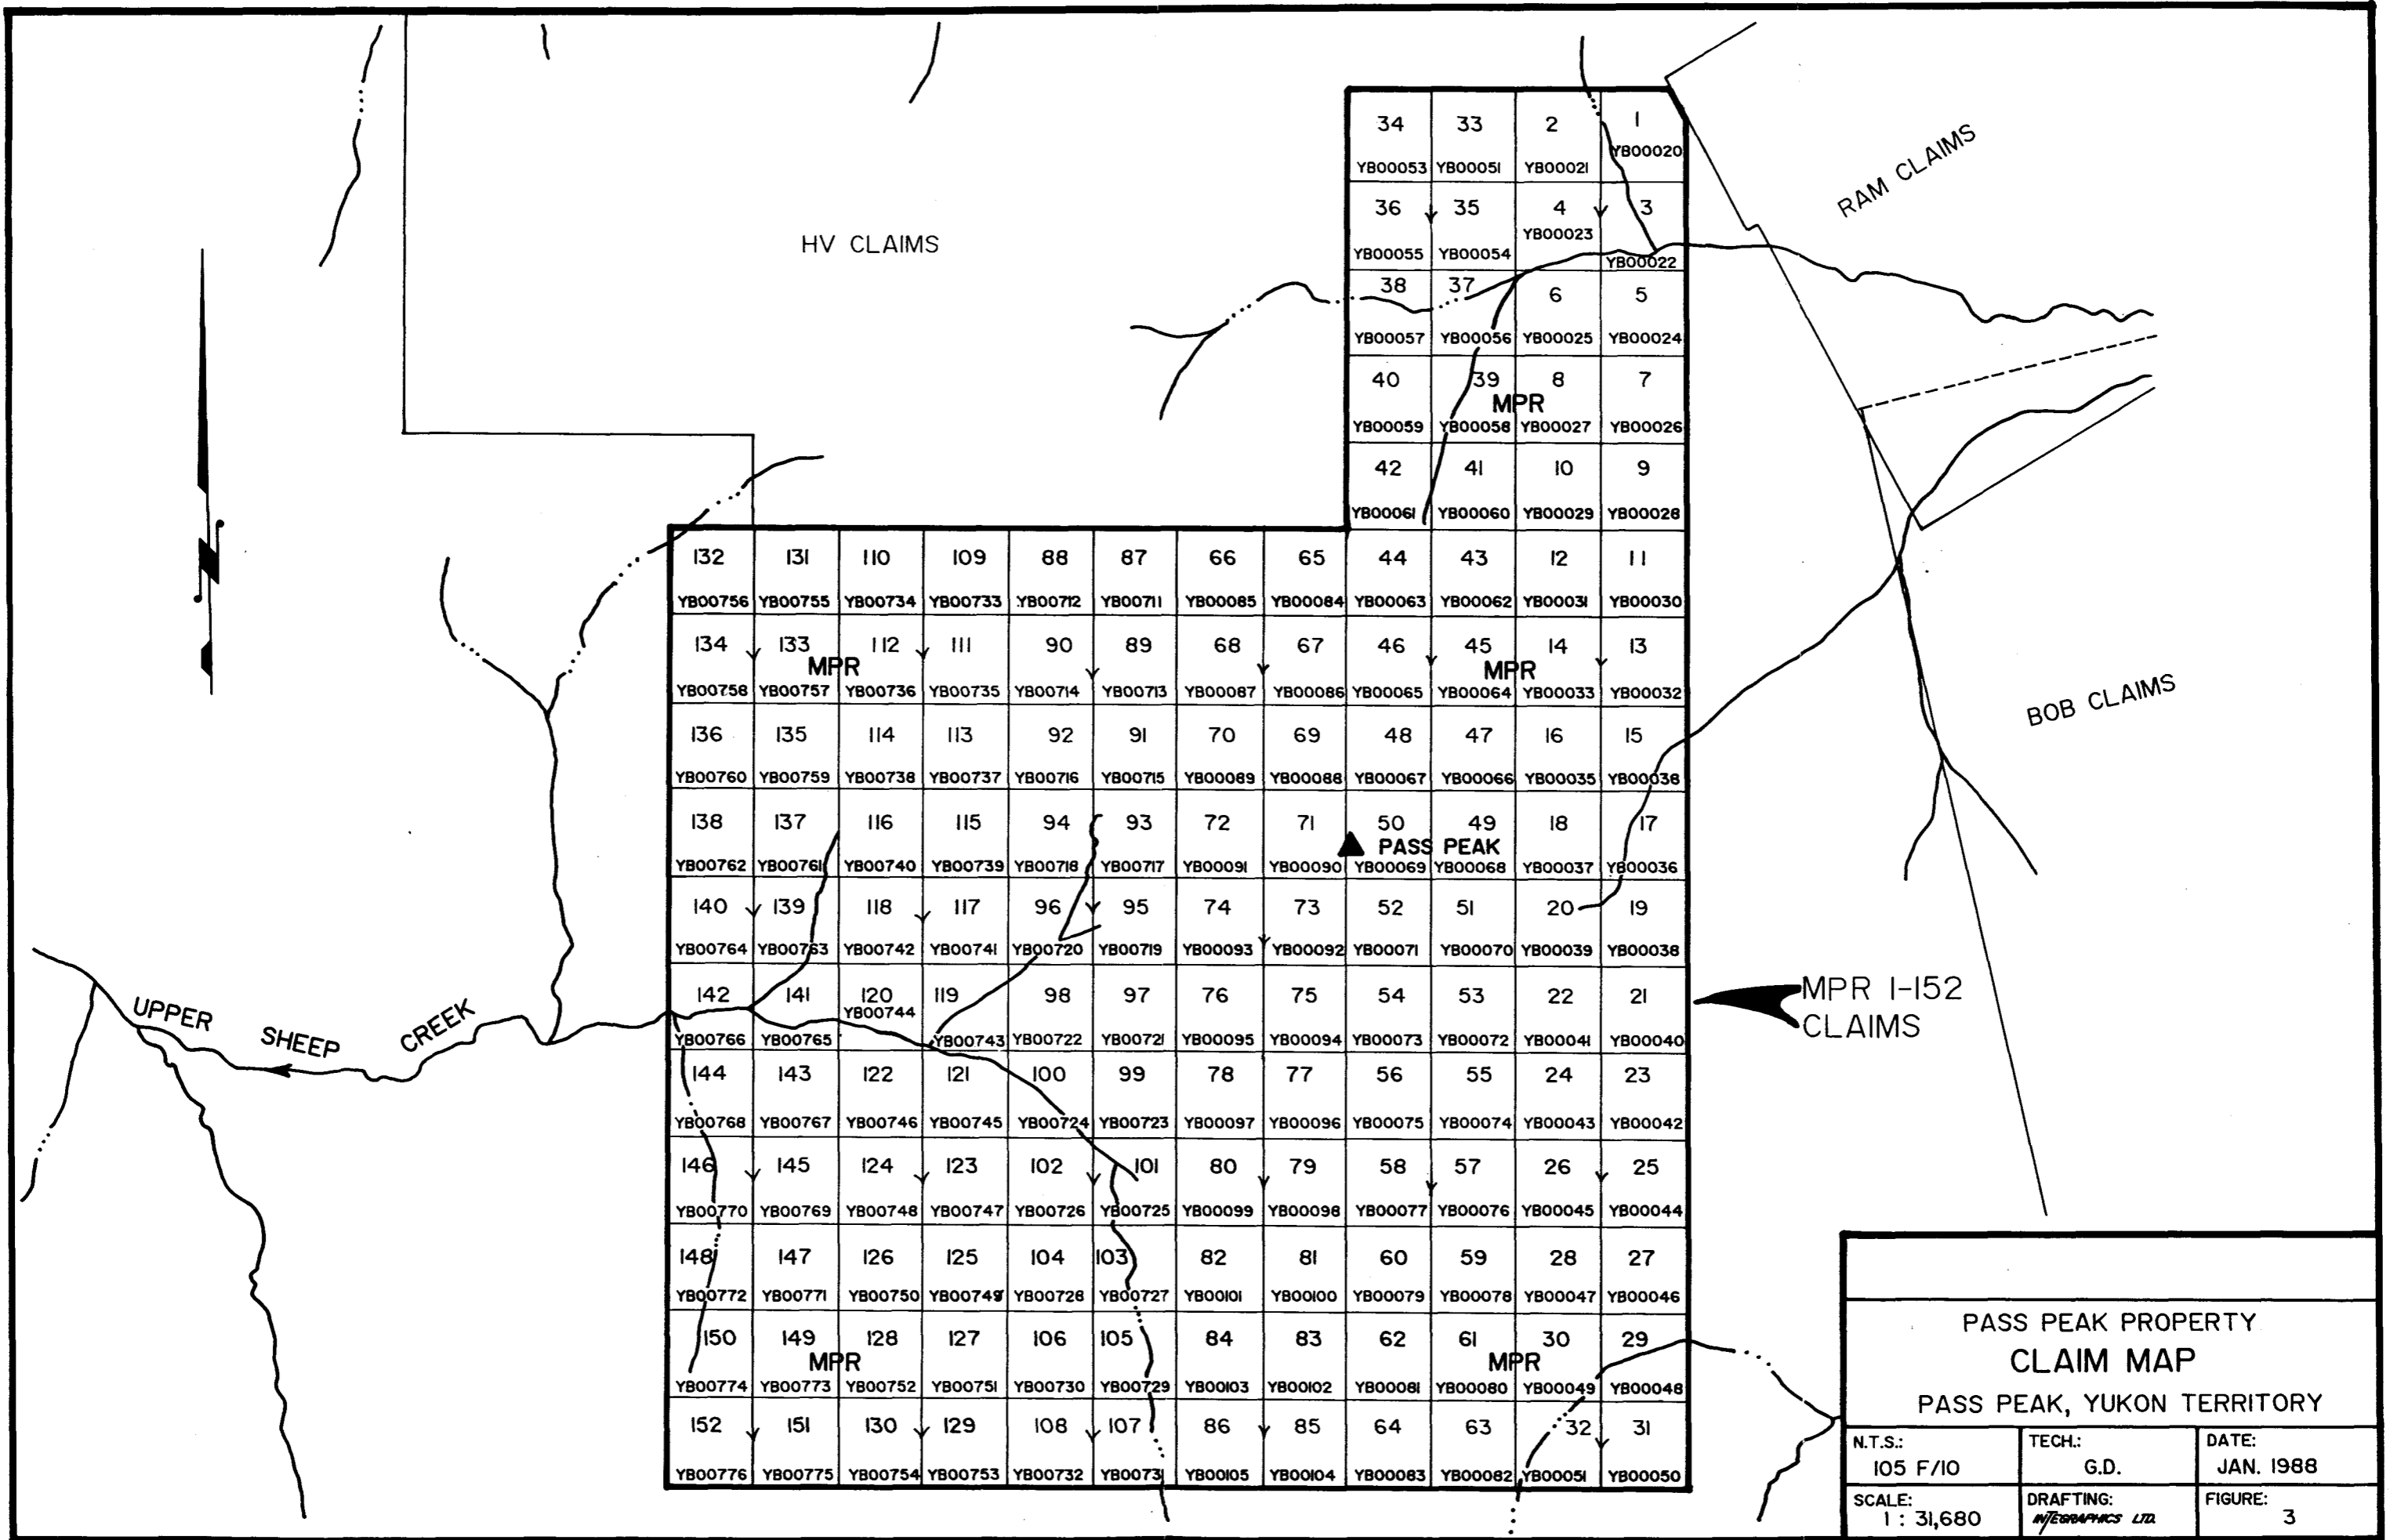 34 33 2 1
YB00020
YB00053 YB00051 YB00021
36 35 4 3
YB00023
YB00055 YB00054 YB00022
RAM CLAIMS
HV CLAIMS
38 37 6 5
YB00057 YB00056 YB00025 YB00024
40 39 8 7
MPR
YB00059 YB00058 YB00027 YB00026
42 41 10 9
YB00061 YB00060 YB00029 YB00028
132 131 110 109 88 87 66 65 44 43 12 11
YB00756 YB00755 YB00734 YB00733 YB00712 YB00711 YB00085 YB00084 YB00063 YB00062 YB00031 YB00030
134 133 112 111 90 89 68 67 46 45 14 13
MPR MPR
YB00758 YB00757 YB00736 YB00735 YB00714 YB00713 YB00087 YB00086 YB00065 YB00064 YB00033 YB00032
BOB CLAIMS
136 135 114 113 92 91 70 69 48 47 16 15
YB00760 YB00759 YB00738 YB00737 YB00716 YB00715 YB00089 YB00088 YB00067 YB00066 YB00035 YB00036
138 137 116 115 94 93 72 71 50 49 18 17
PASS PEAK
YB00762 YB00761 YB00740 YB00739 YB00718 YB00717 YB00091 YB00090 YB00069 YB00068 YB00037 YB00036
140 139 118 117 96 95 74 73 52 51 20 19
YB00764 YB00763 YB00742 YB00741 YB00720 YB00719 YB00093 YB00092 YB00071 YB00070 YB00039 YB00038
142 141 120 119 98 97 76 75 54 53 22 21
YB00744
YB00766 YB00765 YB00743 YB00722 YB00721 YB00095 YB00094 YB00073 YB00072 YB00041 YB00040
MPR 1-152
CLAIMS
UPPER SHEEP CREEK
144 143 122 121 100 99 78 77 56 55 24 23
YB00768 YB00767 YB00746 YB00745 YB00724 YB00723 YB00097 YB00096 YB00075 YB00074 YB00043 YB00042
146 145 124 123 102 101 80 79 58 57 26 25
YB00770 YB00769 YB00748 YB00747 YB00726 YB00725 YB00099 YB00098 YB00077 YB00076 YB00045 YB00044
148 147 126 125 104 103 82 81 60 59 28 27
YB00772 YB00771 YB00750 YB00749 YB00728 YB00727 YB00101 YB00100 YB00079 YB00078 YB00047 YB00046
150 149 128 127 106 105 84 83 62 61 30 29
MPR MPR
YB00774 YB00773 YB00752 YB00751 YB00730 YB00729 YB00103 YB00102 YB00081 YB00080 YB00049 YB00048
152 151 130 129 108 107 86 85 64 63 32 31
YB00776 YB00775 YB00754 YB00753 YB00732 YB00731 YB00105 YB00104 YB00083 YB00082 YB00051 YB00050
PASS PEAK PROPERTY
CLAIM MAP
PASS PEAK, YUKON TERRITORY
N.T.S.:
105 F/10
TECH.:
G.D.
DATE:
JAN. 1988
SCALE:
1 : 31,680
DRAFTING:
INTEGRAPHICS LTD.
FIGURE:
3